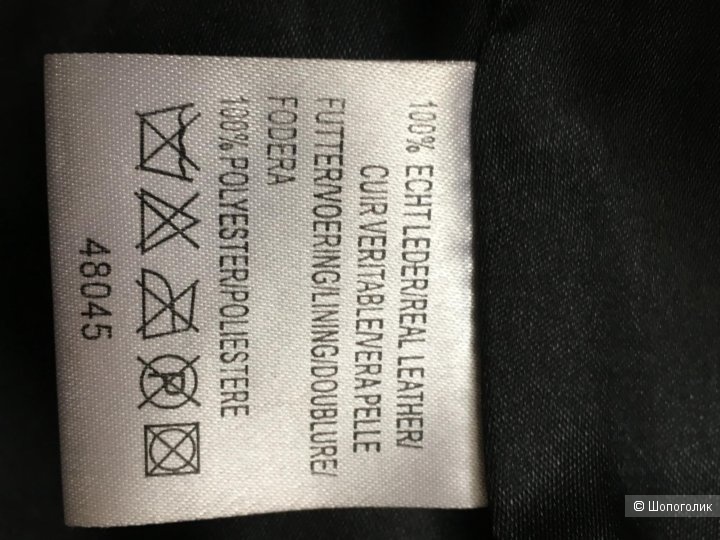 100% ECHTLEDER/REAL LEATHER/
CUIR VERITABLE/VERA PELLE
FUTTER/VOERING/LINING/DOUBLURE/
FODERA
100% POLYESTER/POLIESTERE
P
48045
© Шопоголик